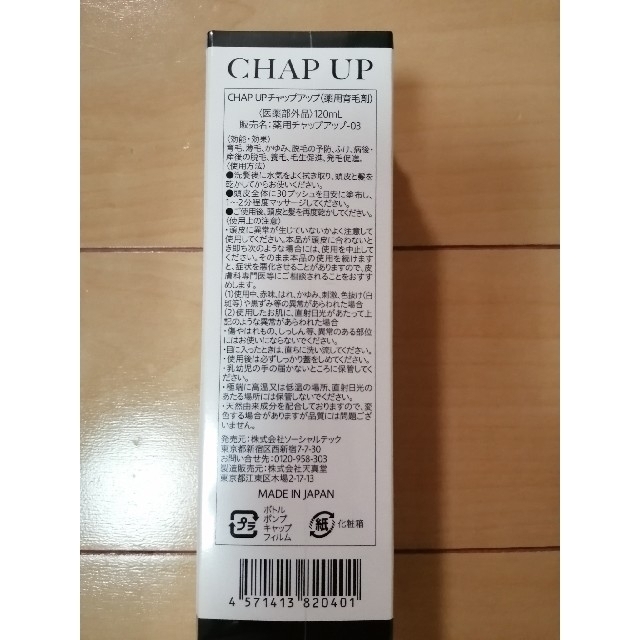 CHAP UP
CHAP UPチャップアップ(薬用育毛剤)
〈医薬部外品〉120mL
販売名：薬用チャップアップ-03
〈効能・効果〉
育毛、薄毛、かゆみ、脱毛の予防、ふけ、病後・
産後の脱毛、養毛、毛生促進、発毛促進。
〈使用方法〉
●洗髪後に水気をよく拭き取り、頭皮と髪を
乾かしてからお使いください。
●頭皮全体に30プッシュを目安に塗布し、
1〜2分程度マッサージしてください。
●ご使用後、頭皮と髪を再度乾かしてください。
〈使用上の注意〉
・頭皮に異常が生じていないかよく注意して
使用してください。本品が頭皮に合わないと
き即ち次のような場合には、使用を中止して
ください。そのまま本品の使用を続けます
と、症状を悪化させることがありますので、皮
膚科専門医等にご相談されることをおすす
めします。
(1)使用中、赤味、はれ、かゆみ、刺激、色抜け(白
斑等)や黒ずみ等の異常があらわれた場合
(2)使用したお肌に、直射日光があたって上
記のような異常があらわれた場合
・傷やはれもの、しっしん等、異常のある部位
にはお使いにならないでください。
・目に入ったときは、直ちに洗い流してください。
・使用後は必ずしっかり蓋をしめてください。
・乳幼児の手の届かないところに保管してく
ださい。
・極端に高温又は低温の場所、直射日光の
あたる場所には保管しないでください。
・天然由来成分を配合しておりますので、変
色する場合がありますが品質には問題ござ
いません。
発売元：株式会社ソーシャルテック
東京都新宿区西新宿7-7-30
お問い合せ先：0120-958-303
製造販売元：株式会社天真堂
東京都江東区木場2-17-13
MADE IN JAPAN
プラ
ボトル
ポンプ
キャップ
フィルム
紙
化粧箱
4 571413 820401